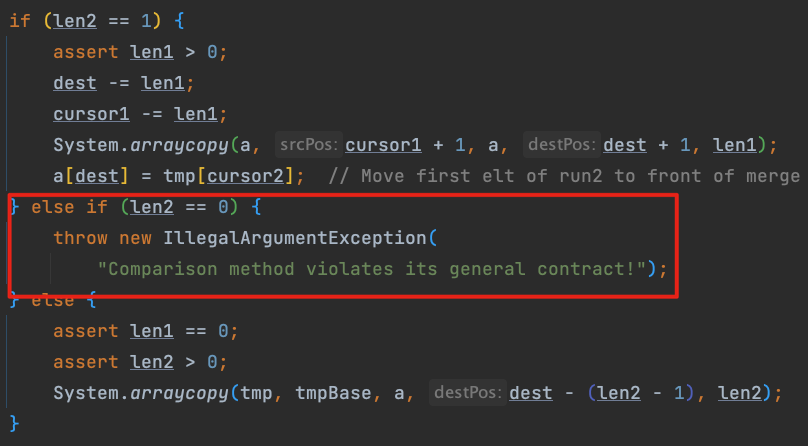 if (len2 == 1) {
    assert len1 > 0;
    dest -= len1;
    cursor1 -= len1;
    System.arraycopy(a, srcPos: cursor1 + 1, a, destPos: dest + 1, len1);
    a[dest] = tmp[cursor2];  // Move first elt of run2 to front of merge
} else if (len2 == 0) {
    throw new IllegalArgumentException(
        "Comparison method violates its general contract!");
} else {
    assert len1 == 0;
    assert len2 > 0;
    System.arraycopy(tmp, tmpBase, a, destPos: dest - (len2 - 1), len2);
}